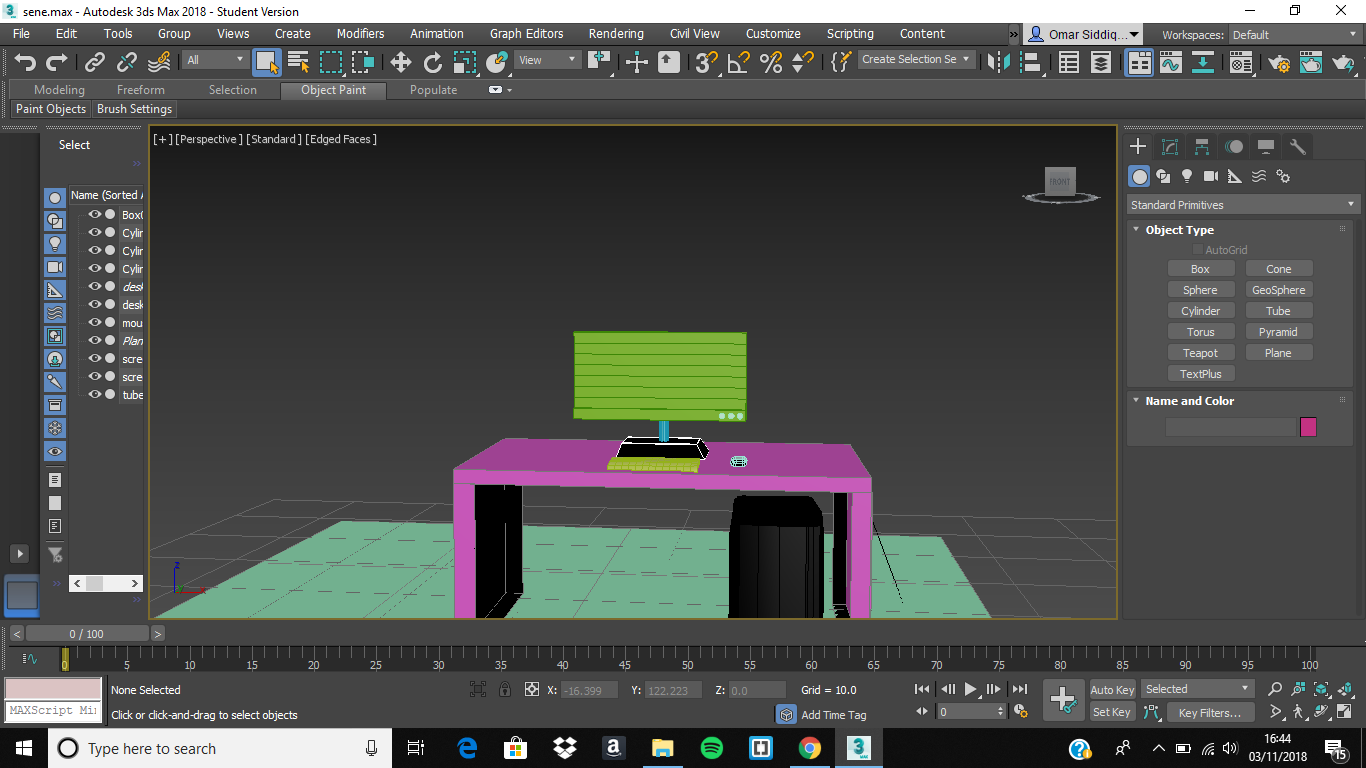 sene.max - Autodesk 3ds Max 2018 - Student Version
File Edit Tools Group Views Create Modifiers Animation Graph Editors Rendering Civil View Customize Scripting Content » Omar Siddiq... Workspaces: Default
All View 3 Create Selection Se
Modeling Freeform Selection Object Paint Populate
Paint Objects Brush Settings
[+] [Perspective] [Standard] [Edged Faces]
Select
Name (Sorted A
Cylin
Cylin
Cylin
desk
desk
mou
Plan
scre
scre
tube
FRONT
z
Standard Primitives
Object Type
AutoGrid
Box Cone
Sphere GeoSphere
Cylinder Tube
Torus Pyramid
Teapot Plane
TextPlus
Name and Color
< 0 / 100 >
0 5 10 15 20 25 30 35 40 45 50 55 60 65 70 75 80 85 90 95 100
None Selected X: -16.399 Y: 122.223 Z: 0.0 Grid = 10.0 Auto Key Selected
MAXScript Mi Click or click-and-drag to select objects Add Time Tag 0 Set Key Key Filters...
Type here to search
3
MAX
16:44
03/11/2018
15